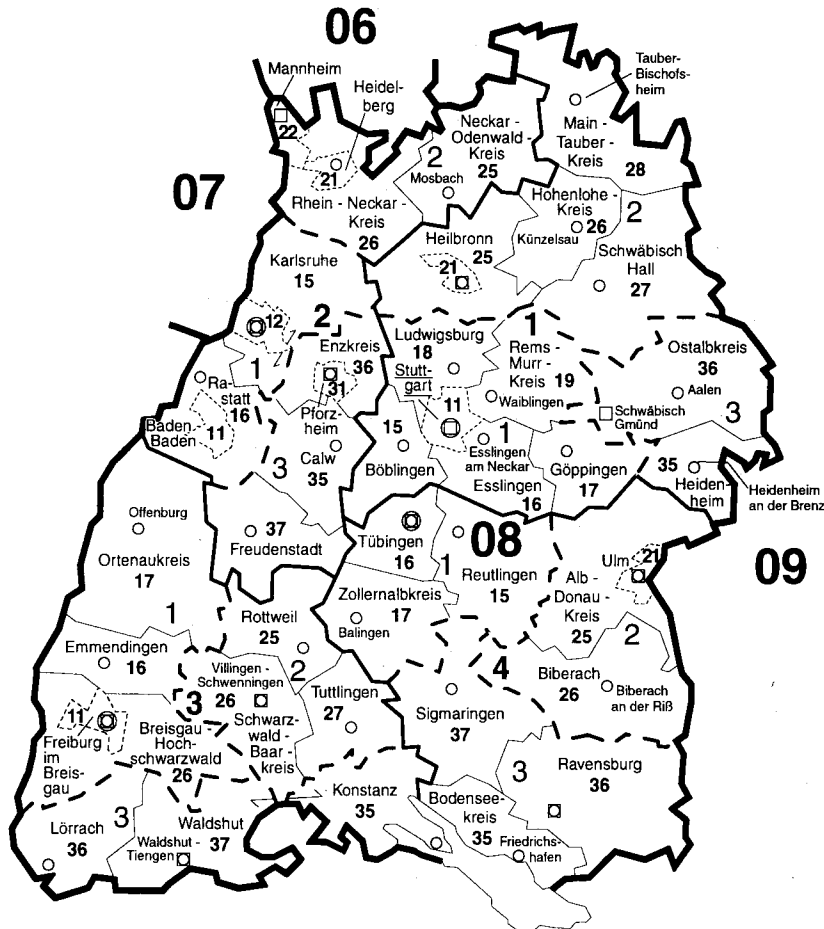 06
Mannheim
Heidel-
berg
22
21
Rhein - Neckar -
Kreis
26
07
Neckar -
Odenwald -
Kreis
25
2
Mosbach
Tauber-
Bischofs-
heim
Main -
Tauber -
Kreis
28
Hohenlohe -
Kreis
26
Künzelsau
2
Heilbronn
25
21
Schwäbisch
Hall
27
Karlsruhe
15
12
2
1
Enzkreis
36
31
Pforz-
heim
Ra-
statt
16
Baden-
Baden
11
3
Calw
35
Ludwigsburg
18
Stutt-
gart
11
1
Rems -
Murr -
Kreis
19
Waiblingen
Ostalbkreis
36
Aalen
Schwäbisch
Gmünd
3
15
Böblingen
1
Esslingen
am Neckar
Esslingen
16
Göppingen
17
35
Heiden-
heim
Heidenheim
an der Brenz
Offenburg
Ortenaukreis
17
1
37
Freudenstadt
Tübingen
16
08
1
Reutlingen
15
Ulm
21
Alb -
Donau -
Kreis
25
09
Zollernalbkreis
17
Balingen
Rottweil
25
2
Emmendingen
16
Villingen -
Schwenningen
26
3
Schwarz-
wald -
Baar -
kreis
Tuttlingen
27
4
2
Biberach
26
Biberach
an der Riß
Sigmaringen
37
11
Freiburg
im
Breis-
gau
Breisgau -
Hoch-
schwarzwald
26
3
Ravensburg
36
Konstanz
35
Bodensee-
kreis
35
Friedrichs-
hafen
Lörrach
36
3
Waldshut
37
Waldshut -
Tiengen